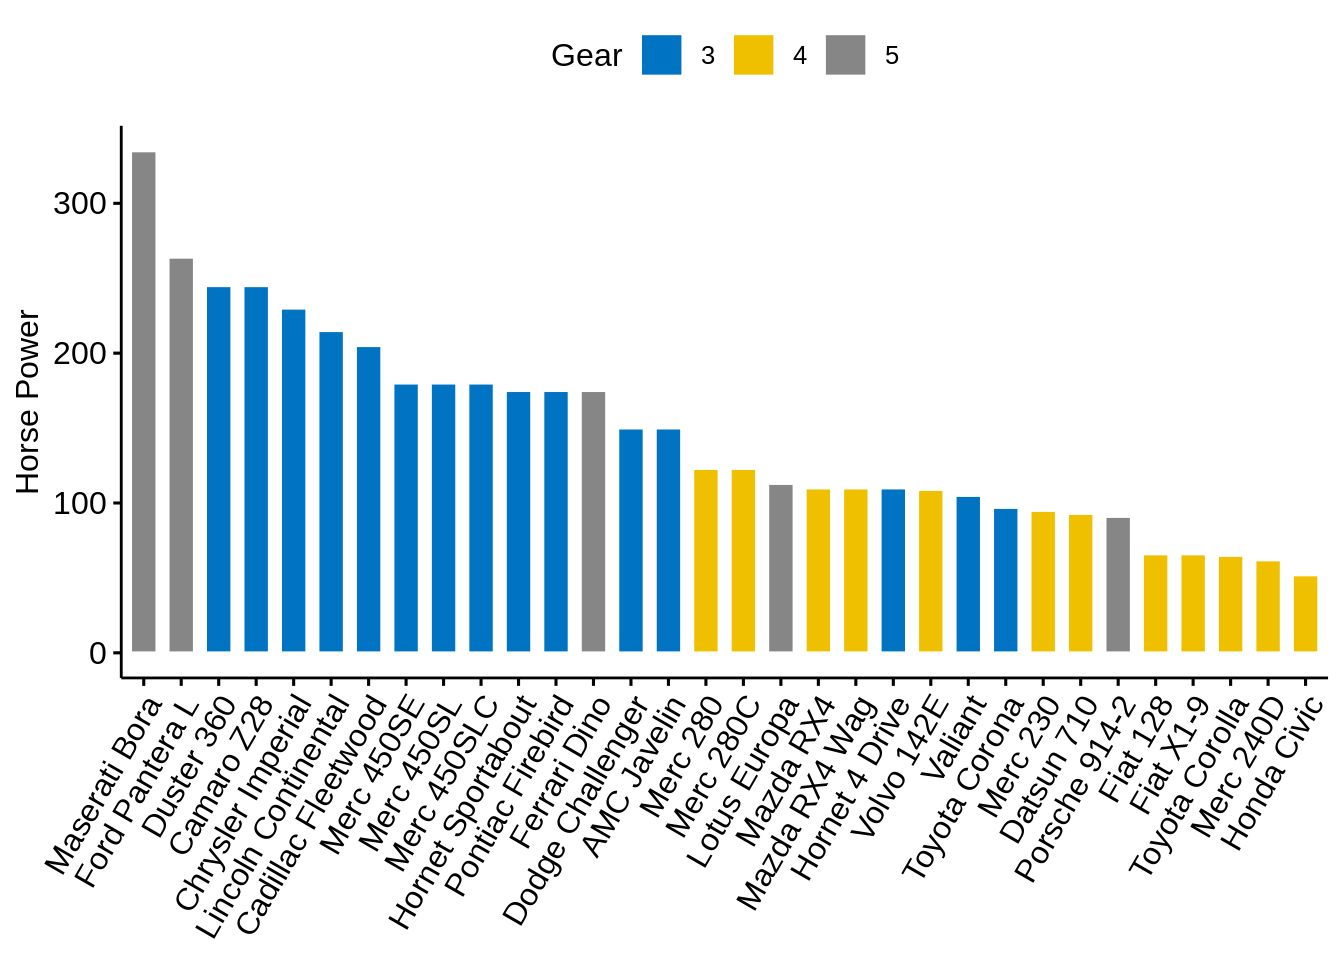 Gear 3 4 5
Horse Power
300
200
100
0
Maserati Bora
Ford Pantera L
Duster 360
Camaro Z28
Chrysler Imperial
Lincoln Continental
Cadillac Fleetwood
Merc 450SE
Merc 450SL
Merc 450SLC
Hornet Sportabout
Pontiac Firebird
Ferrari Dino
Dodge Challenger
AMC Javelin
Merc 280
Merc 280C
Lotus Europa
Mazda RX4
Mazda RX4 Wag
Hornet 4 Drive
Volvo 142E
Valiant
Toyota Corona
Merc 230
Datsun 710
Porsche 914-2
Fiat 128
Fiat X1-9
Toyota Corolla
Merc 240D
Honda Civic